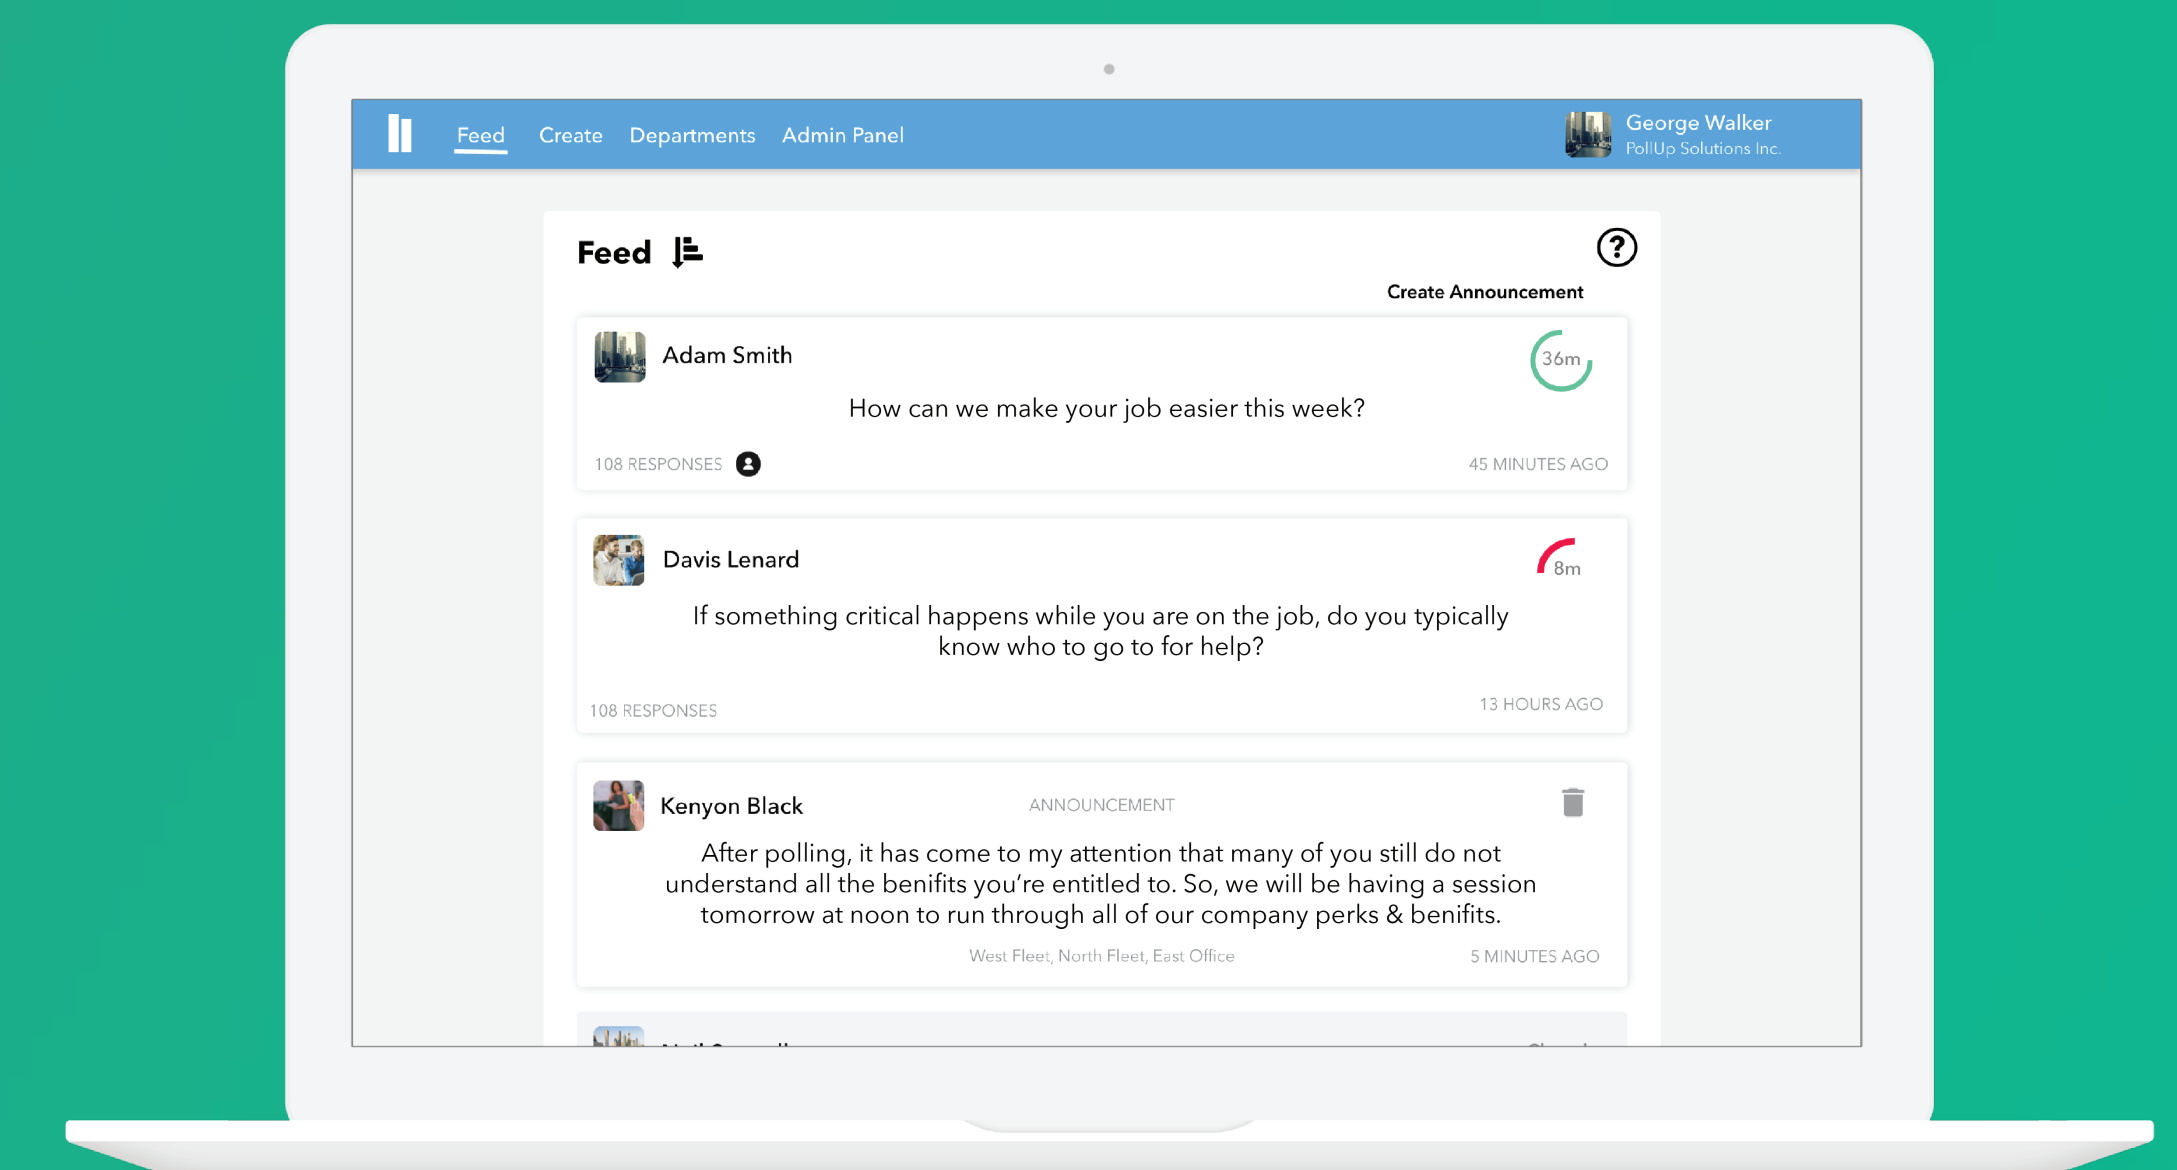 Feed Create Departments Admin Panel
George Walker
PollUp Solutions Inc.
Feed
?
Create Announcement
Adam Smith
36m
How can we make your job easier this week?
108 RESPONSES
45 MINUTES AGO
Davis Lenard
8m
If something critical happens while you are on the job, do you typically
know who to go to for help?
108 RESPONSES
13 HOURS AGO
Kenyon Black
ANNOUNCEMENT
After polling, it has come to my attention that many of you still do not
understand all the benifits you’re entitled to. So, we will be having a session
tomorrow at noon to run through all of our company perks & benifits.
West Fleet, North Fleet, East Office
5 MINUTES AGO